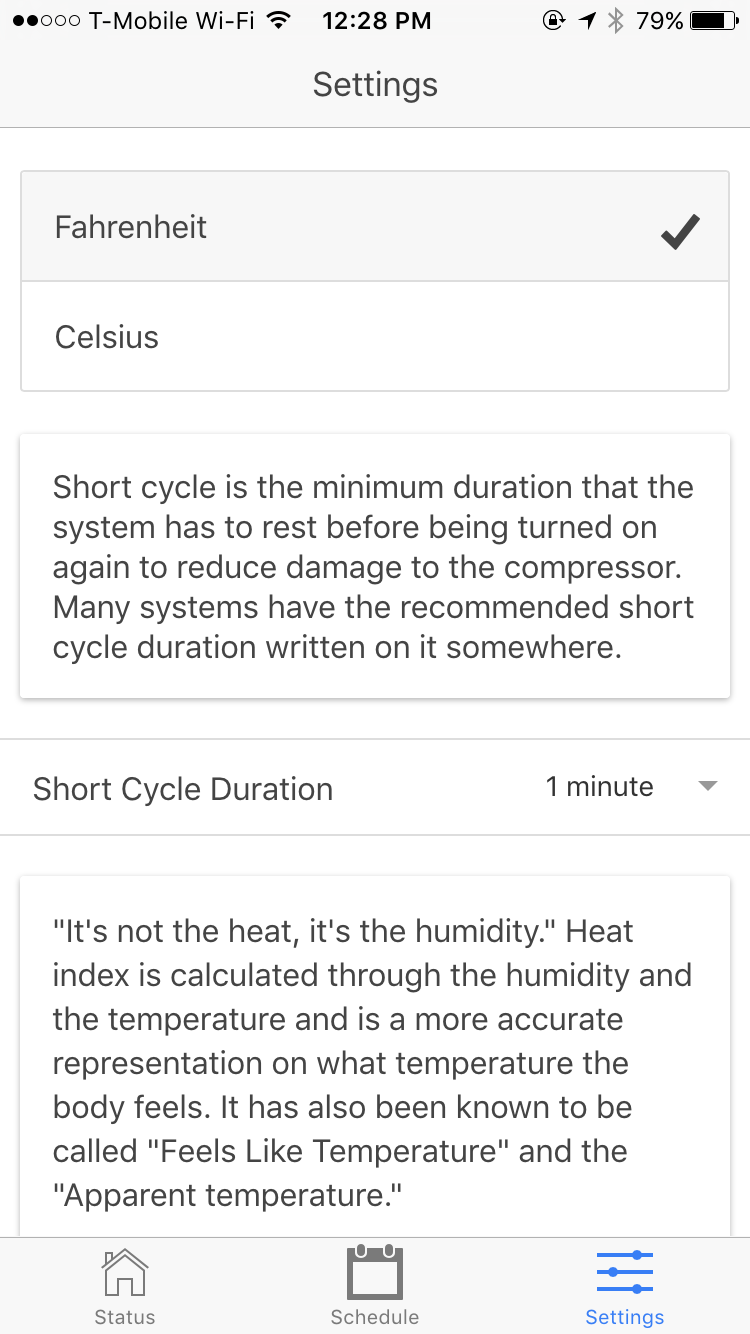 T-Mobile Wi-Fi 12:28 PM 79%
Settings
Fahrenheit
Celsius
Short cycle is the minimum duration that the
system has to rest before being turned on
again to reduce damage to the compressor.
Many systems have the recommended short
cycle duration written on it somewhere.
Short Cycle Duration 1 minute
"It's not the heat, it's the humidity." Heat
index is calculated through the humidity and
the temperature and is a more accurate
representation on what temperature the
body feels. It has also been known to be
called "Feels Like Temperature" and the
"Apparent temperature."
Status Schedule Settings